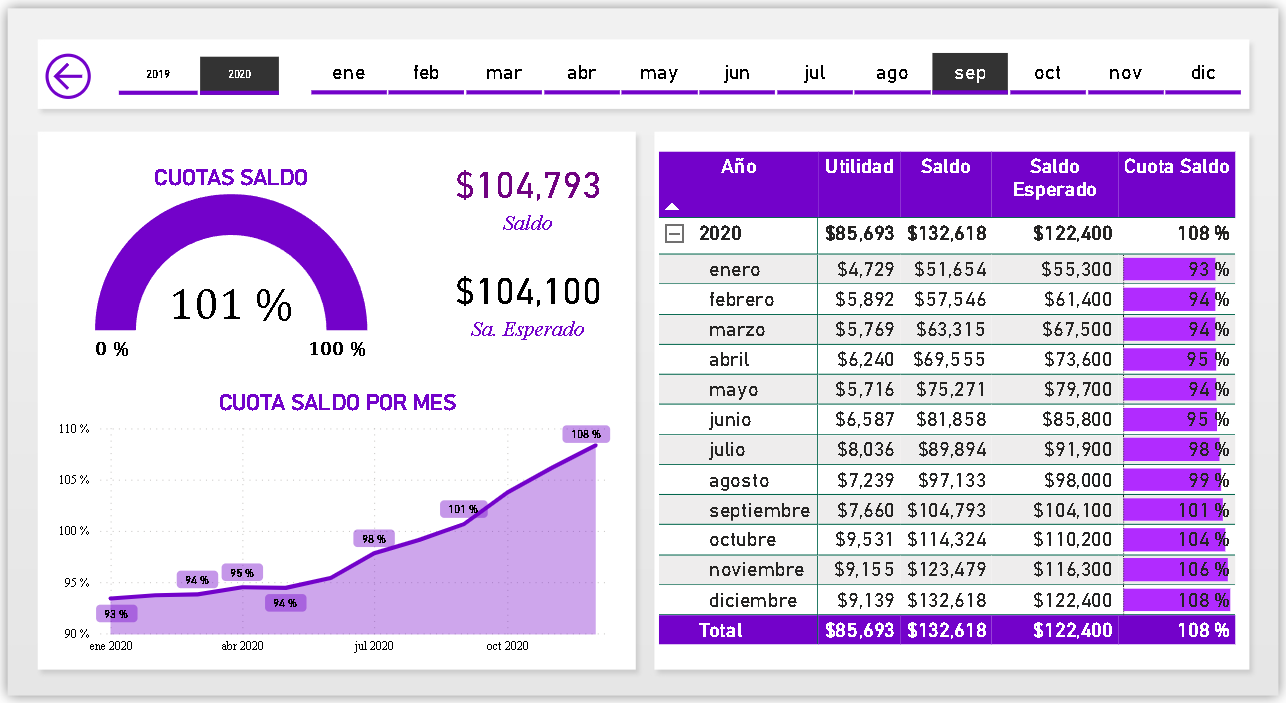 2019 2020 ene feb mar abr may jun jul ago sep oct nov dic
CUOTAS SALDO
101 %
0 % 100 %
$104,793
Saldo
$104,100
Sa. Esperado
CUOTA SALDO POR MES
110 %
105 %
100 %
95 %
90 %
93 %
94 %
95 %
94 %
98 %
101 %
108 %
ene 2020 abr 2020 jul 2020 oct 2020
Año Utilidad Saldo Saldo Esperado Cuota Saldo
2020 $85,693 $132,618 $122,400 108 %
enero $4,729 $51,654 $55,300 93 %
febrero $5,892 $57,546 $61,400 94 %
marzo $5,769 $63,315 $67,500 94 %
abril $6,240 $69,555 $73,600 95 %
mayo $5,716 $75,271 $79,700 94 %
junio $6,587 $81,858 $85,800 95 %
julio $8,036 $89,894 $91,900 98 %
agosto $7,239 $97,133 $98,000 99 %
septiembre $7,660 $104,793 $104,100 101 %
octubre $9,531 $114,324 $110,200 104 %
noviembre $9,155 $123,479 $116,300 106 %
diciembre $9,139 $132,618 $122,400 108 %
Total $85,693 $132,618 $122,400 108 %